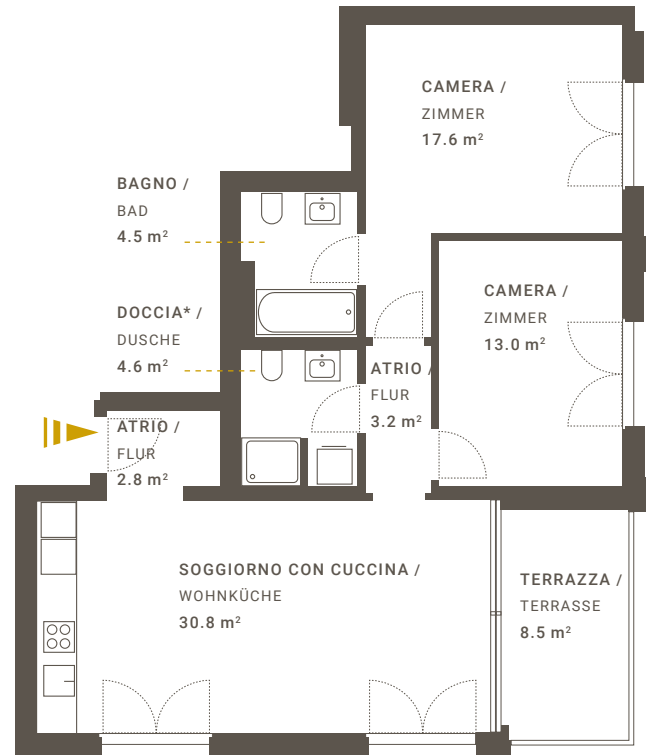 CAMERA /
ZIMMER
17.6 m²
BAGNO /
BAD
4.5 m²
CAMERA /
ZIMMER
13.0 m²
DOCCIA* /
DUSCHE
4.6 m²
ATRIO /
FLUR
3.2 m²
ATRIO /
FLUR
2.8 m²
SOGGIORNO CON CUCCINA /
WOHNKÜCHE
30.8 m²
TERRAZZA /
TERRASSE
8.5 m²